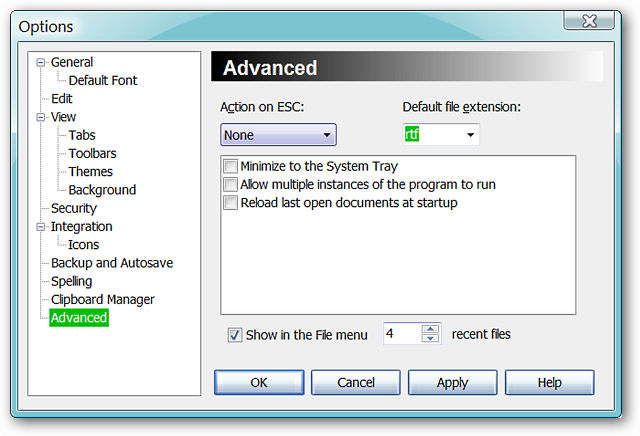 Options
General
Default Font
Edit
View
Tabs
Toolbars
Themes
Background
Security
Integration
Icons
Backup and Autosave
Spelling
Clipboard Manager
Advanced
Advanced
Action on ESC: Default file extension:
None rtf
Minimize to the System Tray
Allow multiple instances of the program to run
Reload last open documents at startup
Show in the File menu 4 recent files
OK Cancel Apply Help